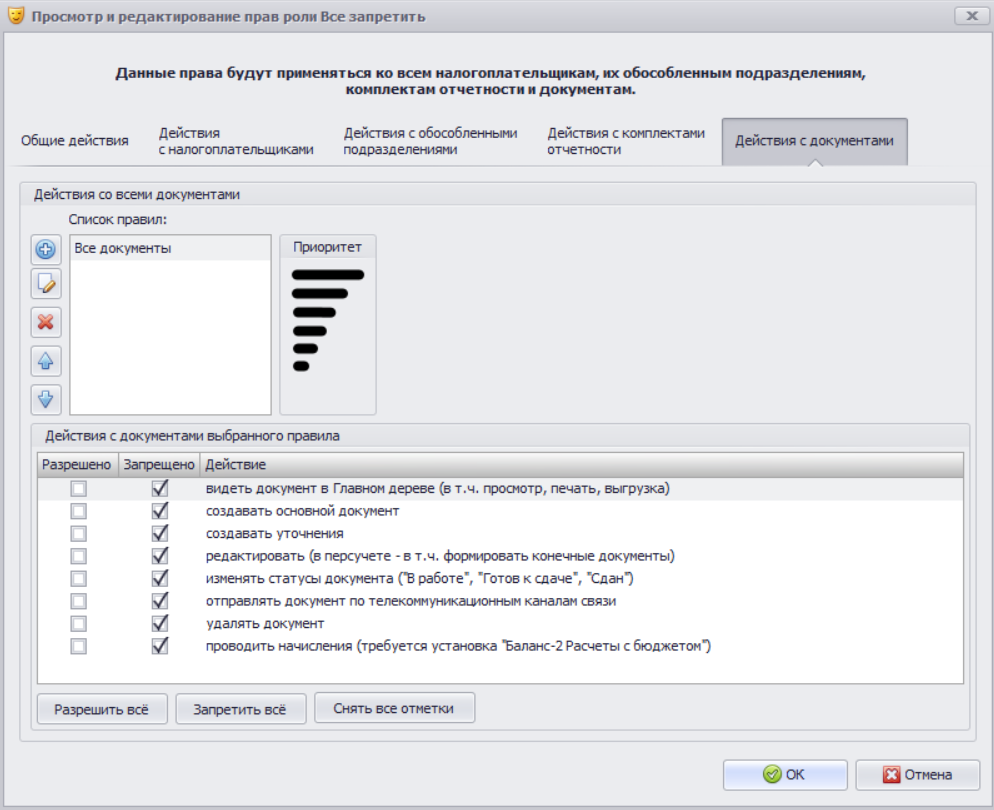 Просмотр и редактирование прав роли Все запретить
Данные права будут применяться ко всем налогоплательщикам, их обособленным подразделениям,
комплектам отчетности и документам.
Общие действия
Действия
с налогоплательщиками
Действия с обособленными
подразделениями
Действия с комплектами
отчетности
Действия с документами
Действия со всеми документами
Список правил:
Все документы
Приоритет
Действия с документами выбранного правила
Разрешено Запрещено Действие
видеть документ в Главном дереве (в т.ч. просмотр, печать, выгрузка)
создавать основной документ
создавать уточнения
редактировать (в персучете - в т.ч. формировать конечные документы)
изменять статусы документа ("В работе", "Готов к сдаче", "Сдан")
отправлять документ по телекоммуникационным каналам связи
удалять документ
проводить начисления (требуется установка "Баланс-2 Расчеты с бюджетом")
Разрешить всё
Запретить всё
Снять все отметки
ОК
Отмена